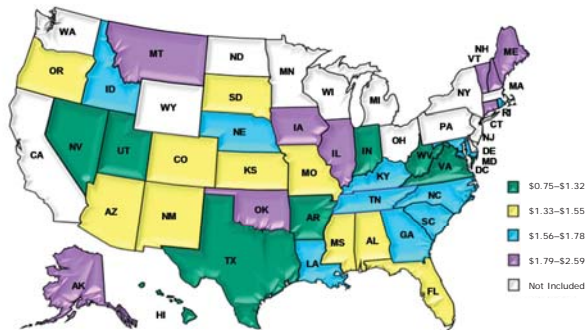 WA
MT
ND
MN
OR
ID
WY
SD
WI
MI
NY
VT
NH
ME
MA
RI
CT
NJ
DE
MD
DC
PA
NV
UT
CO
NE
KS
IA
MO
IL
IN
OH
WV
VA
KY
CA
AZ
NM
OK
AR
TN
NC
SC
TX
LA
MS
AL
GA
FL
AK
HI
$0.75–$1.32
$1.33–$1.55
$1.56–$1.78
$1.79–$2.59
Not Included